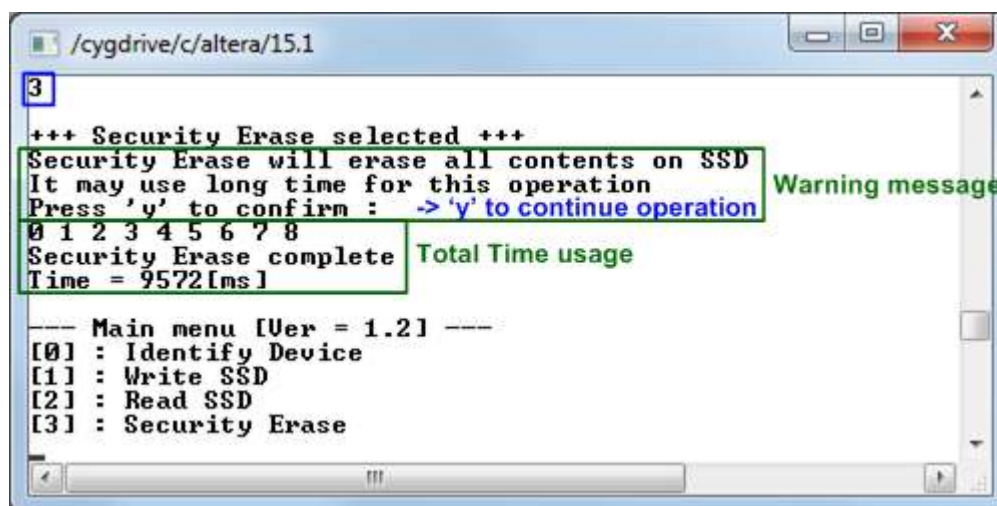 /cygdrive/c/altera/15.1
3
+++ Security Erase selected +++
Security Erase will erase all contents on SSD
It may use long time for this operation
Warning message
Press 'y' to confirm : -> 'y' to continue operation
0 1 2 3 4 5 6 7 8
Security Erase complete
Total Time usage
Time = 9572[ms]
--- Main menu [Ver = 1.2] ---
[0] : Identify Device
[1] : Write SSD
[2] : Read SSD
[3] : Security Erase